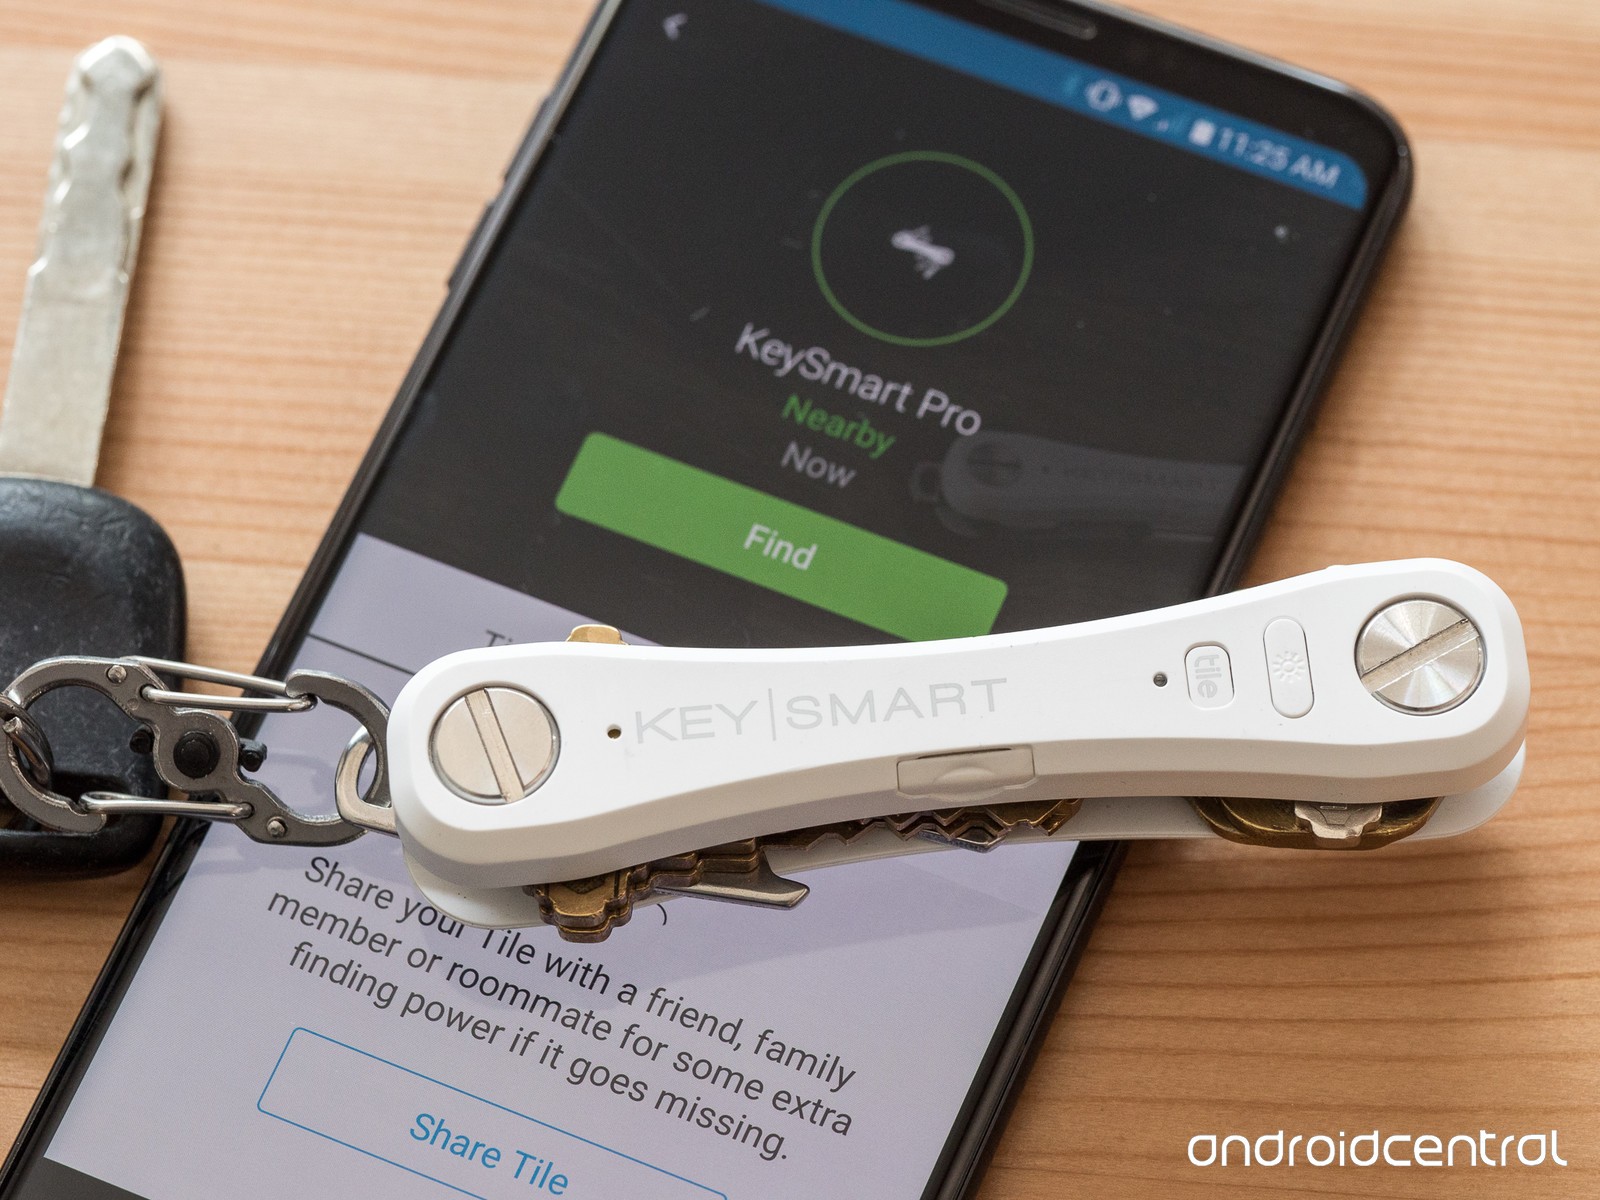 11:25 AM
KeySmart Pro
Nearby
Now
Find
KEY|SMART
tile
Share your Tile with a friend, family
member or roommate for some extra
finding power if it goes missing.
Share Tile
androidcentral